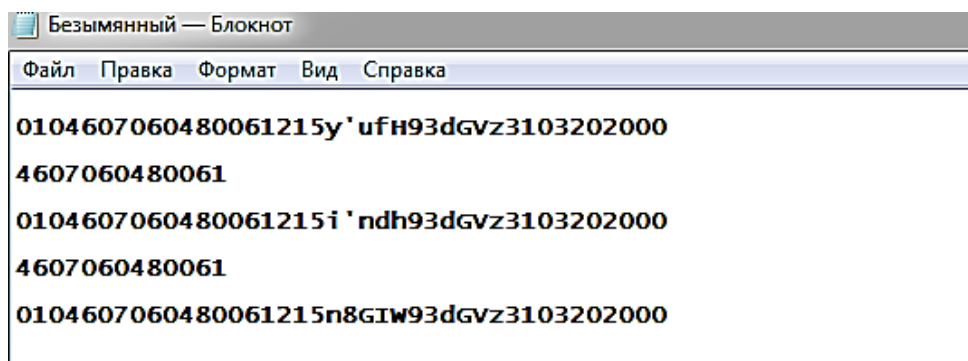 Безымянный — Блокнот
Файл Правка Формат Вид Справка
0104607060480061215y'ufH93dGVz3103202000
4607060480061
0104607060480061215i'ndh93dGVz3103202000
4607060480061
0104607060480061215n8GIW93dGVz3103202000